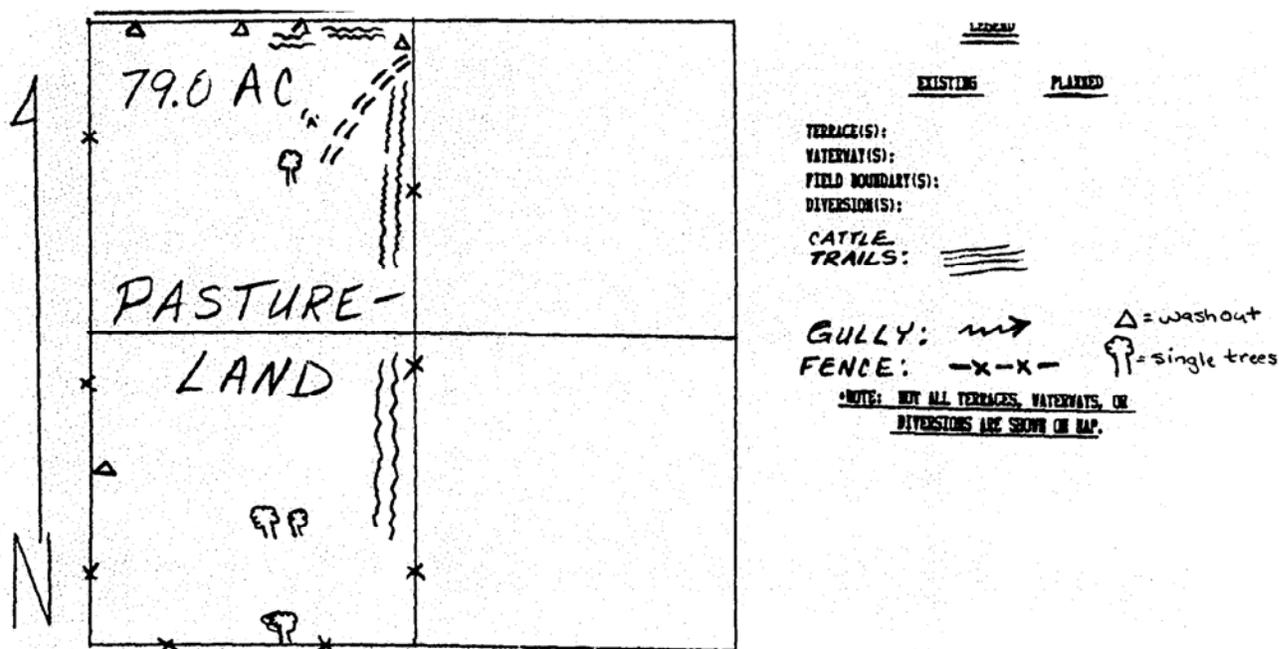 79.0 AC.
PASTURE-
LAND
N
LEGEND
EXISTING PLANNED
TERRACE(S):
WATERWAY(S):
FIELD BOUNDARY(S):
DIVERSION(S):
CATTLE
TRAILS:
GULLY:
FENCE: -x-x-
△ = washout
= single trees
*NOTE: NOT ALL TERRACES, WATERWAYS, OR
DIVERSIONS ARE SHOWN ON MAP.